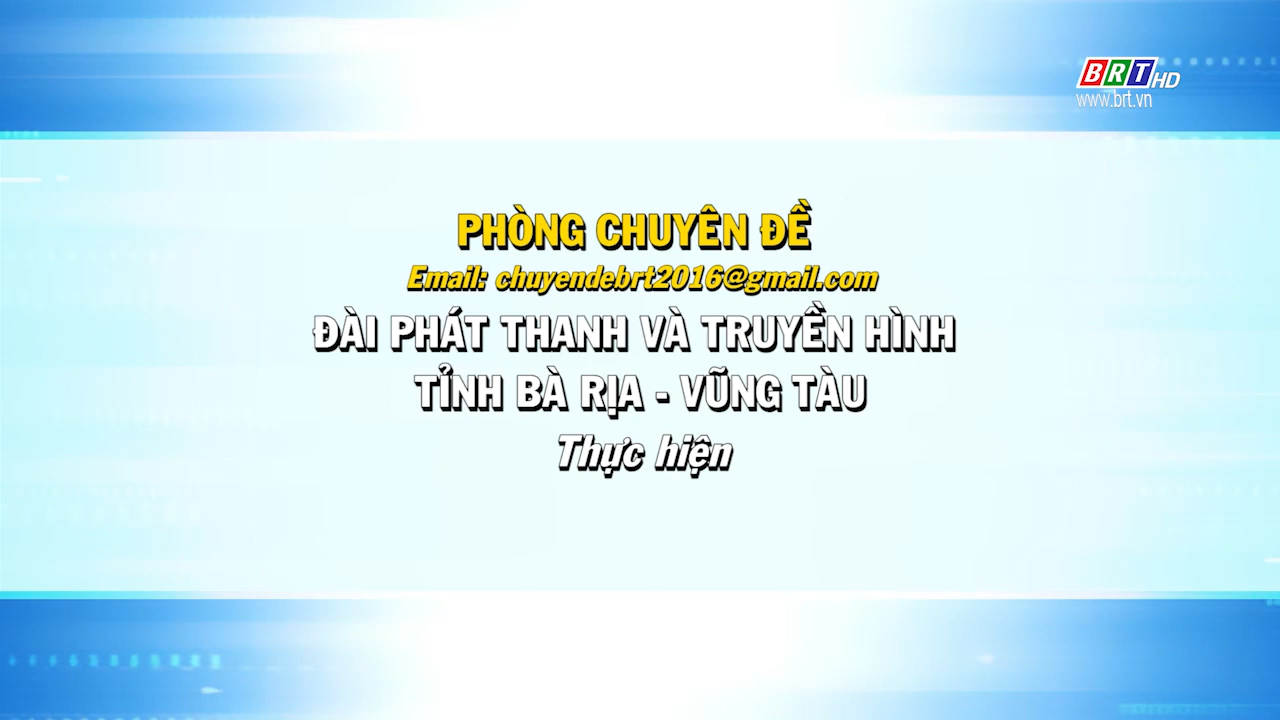 BRT HD
www.brt.vn
PHÒNG CHUYÊN ĐỀ
Email: chuyendebrt2016@gmail.com
ĐÀI PHÁT THANH VÀ TRUYỀN HÌNH
TỈNH BÀ RỊA - VŨNG TÀU
Thực hiện